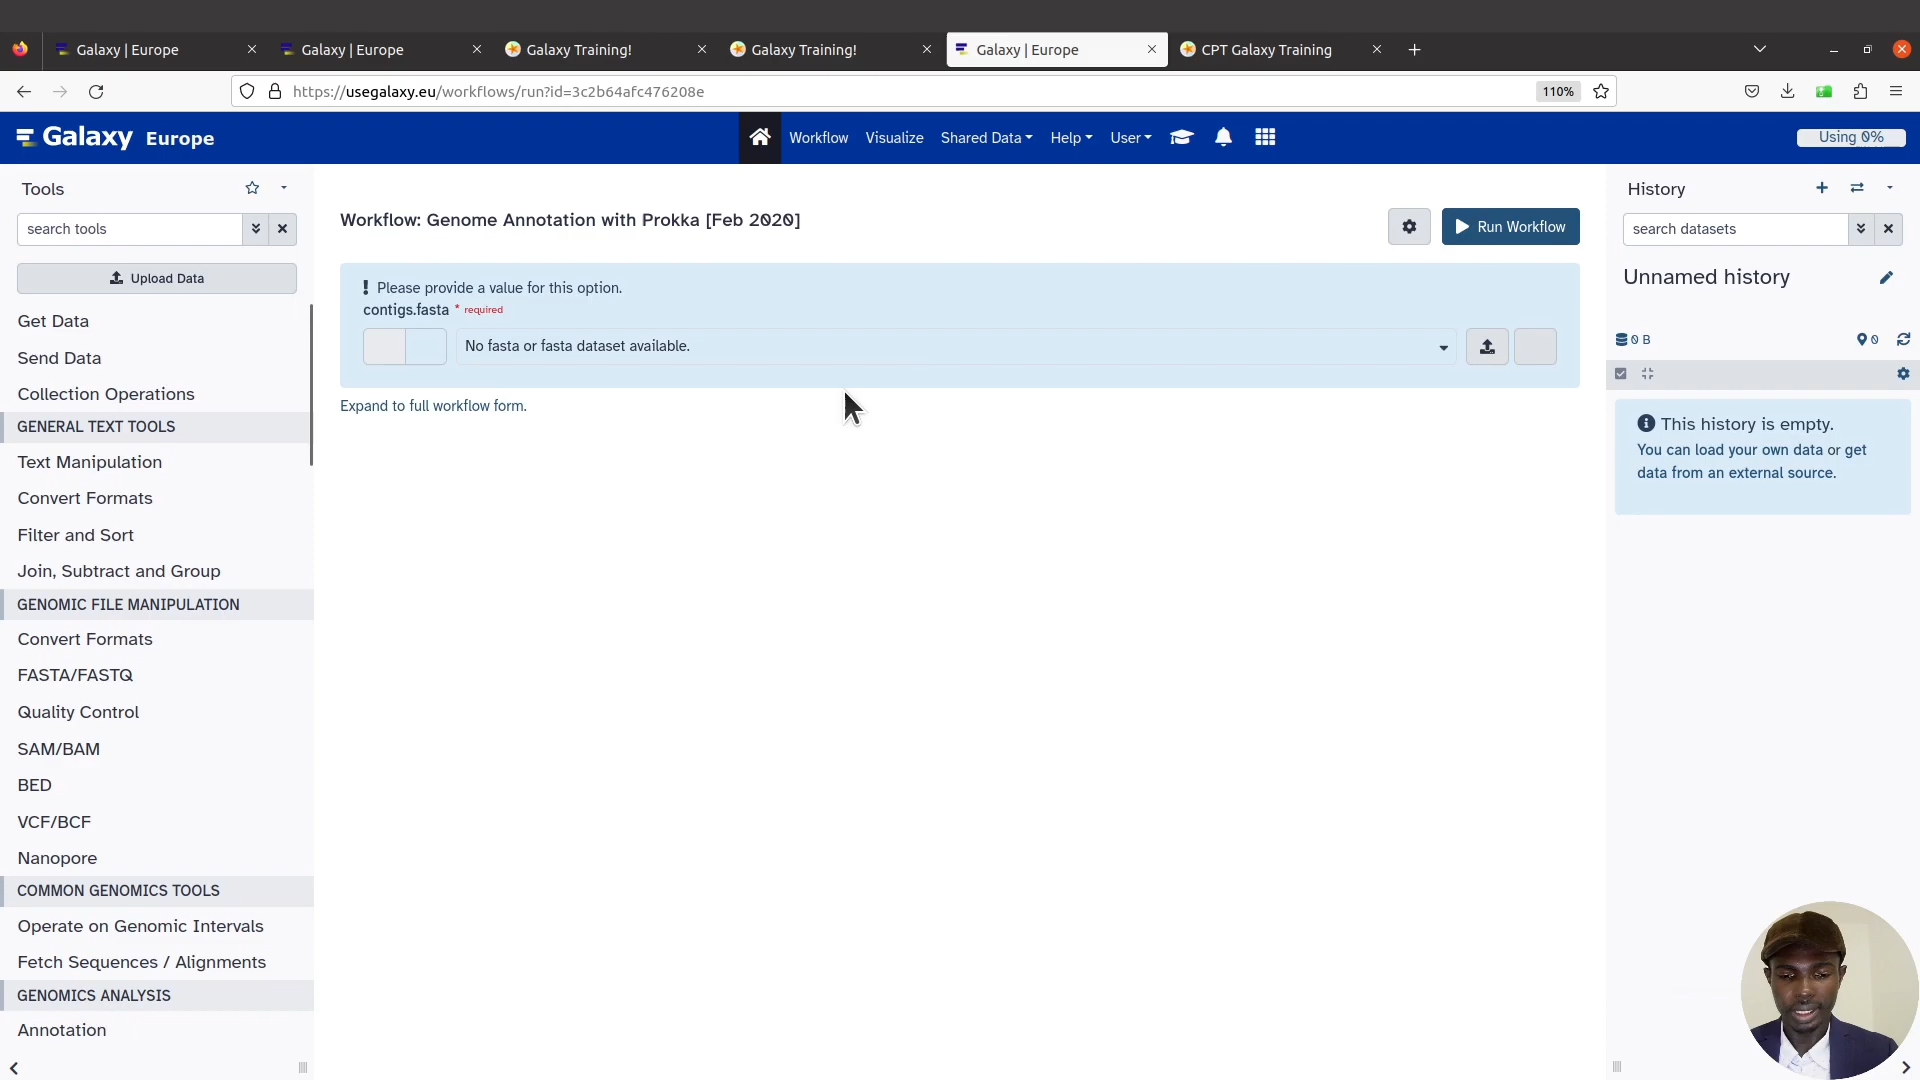 Galaxy | Europe
Galaxy | Europe
Galaxy Training!
Galaxy Training!
Galaxy | Europe
CPT Galaxy Training
https://usegalaxy.eu/workflows/run?id=3c2b64afc476208e
110%
Galaxy Europe
Workflow
Visualize
Shared Data
Help
User
Using 0%
Tools
search tools
Upload Data
Get Data
Send Data
Collection Operations
GENERAL TEXT TOOLS
Text Manipulation
Convert Formats
Filter and Sort
Join, Subtract and Group
GENOMIC FILE MANIPULATION
Convert Formats
FASTA/FASTQ
Quality Control
SAM/BAM
BED
VCF/BCF
Nanopore
COMMON GENOMICS TOOLS
Operate on Genomic Intervals
Fetch Sequences / Alignments
GENOMICS ANALYSIS
Annotation
Workflow: Genome Annotation with Prokka [Feb 2020]
Run Workflow
Please provide a value for this option.
contigs.fasta * required
No fasta or fasta dataset available.
Expand to full workflow form.
History
search datasets
Unnamed history
0 B
0
This history is empty.
You can load your own data or get
data from an external source.